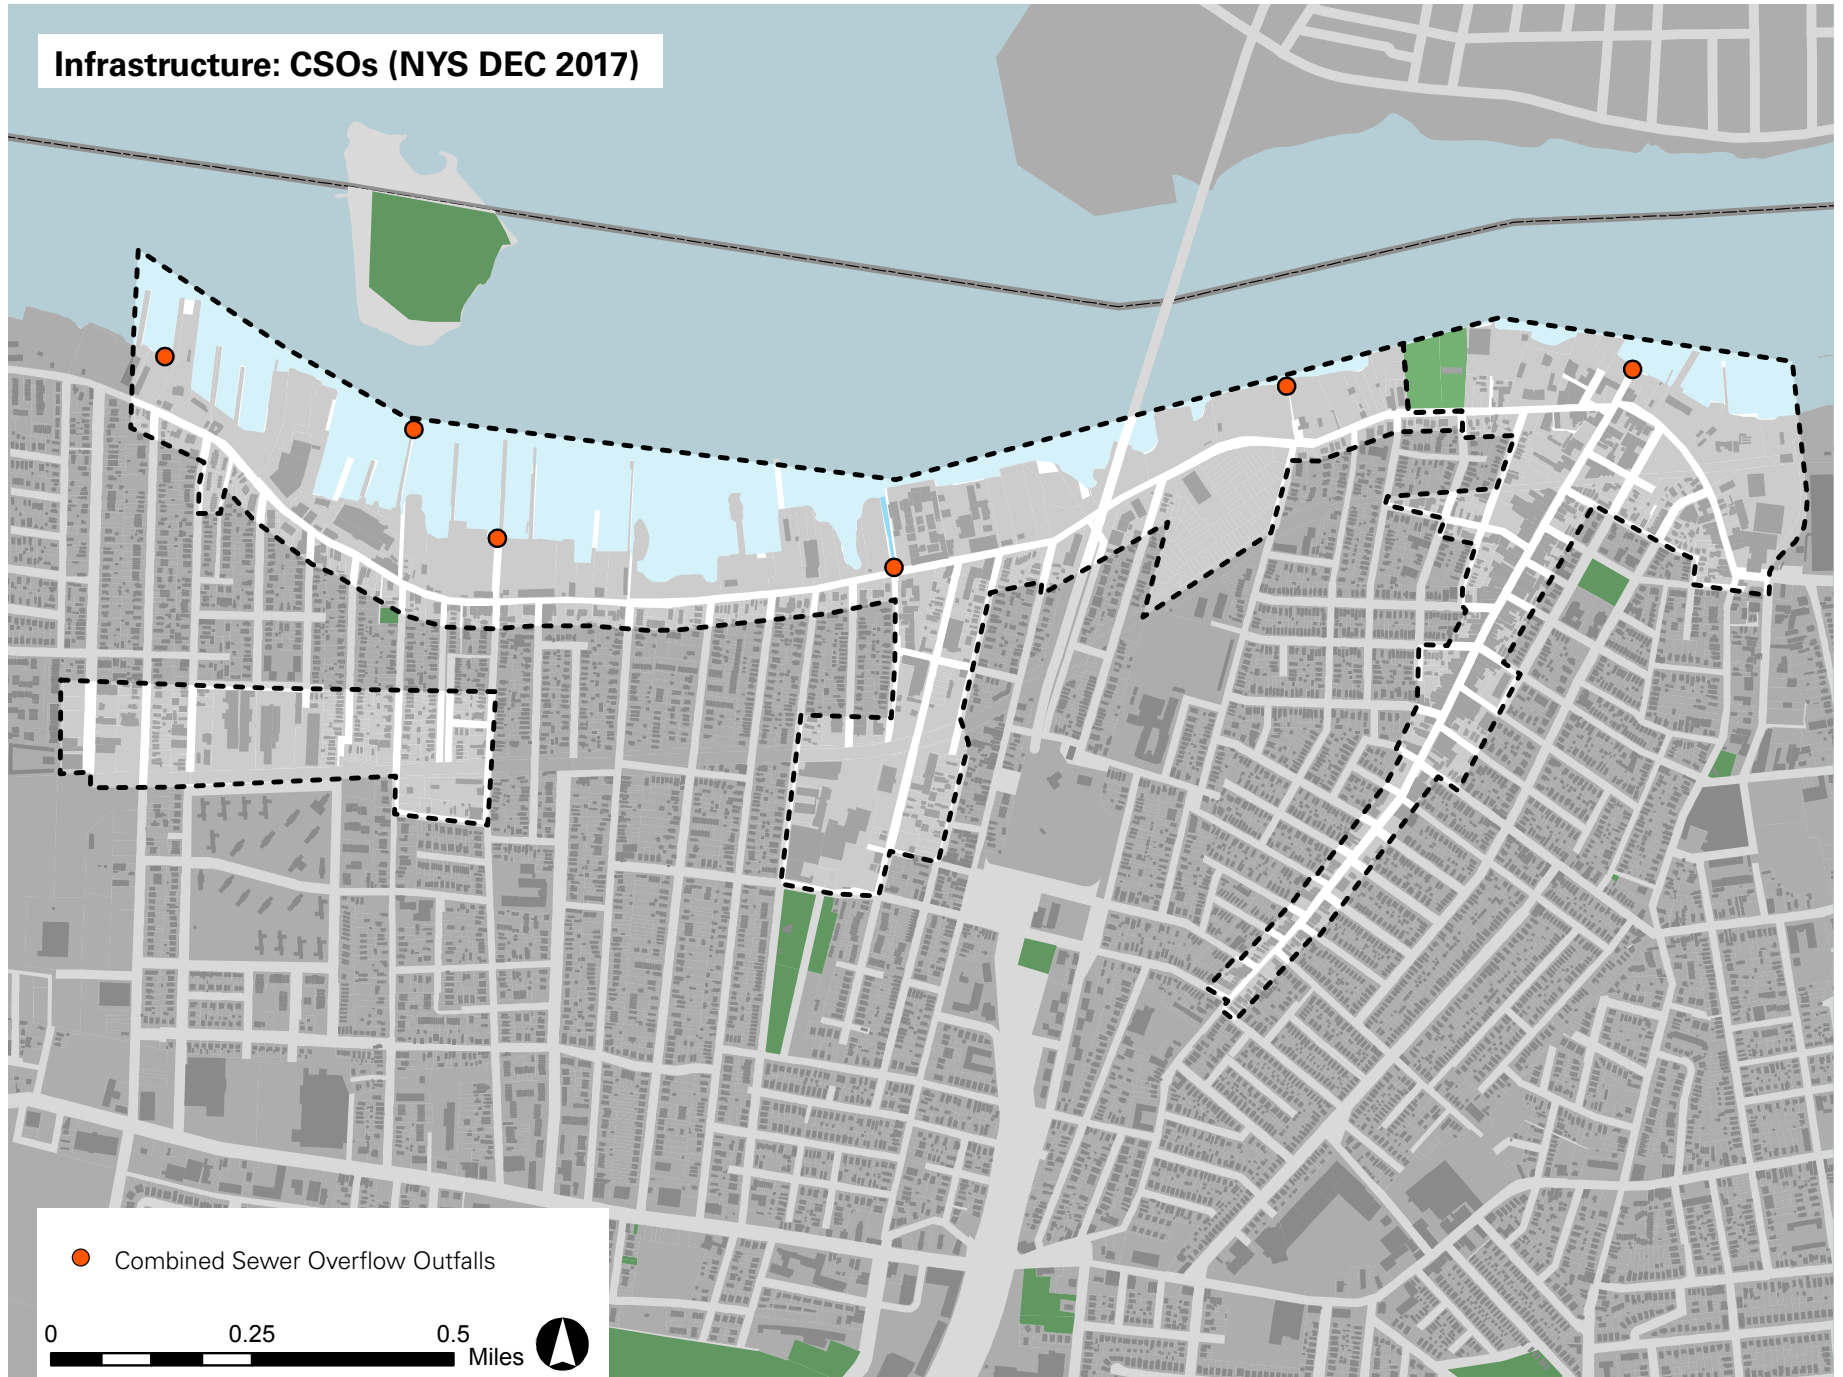 Infrastructure: CSOs (NYS DEC 2017)
Combined Sewer Overflow Outfalls
0 0.25 0.5
Miles